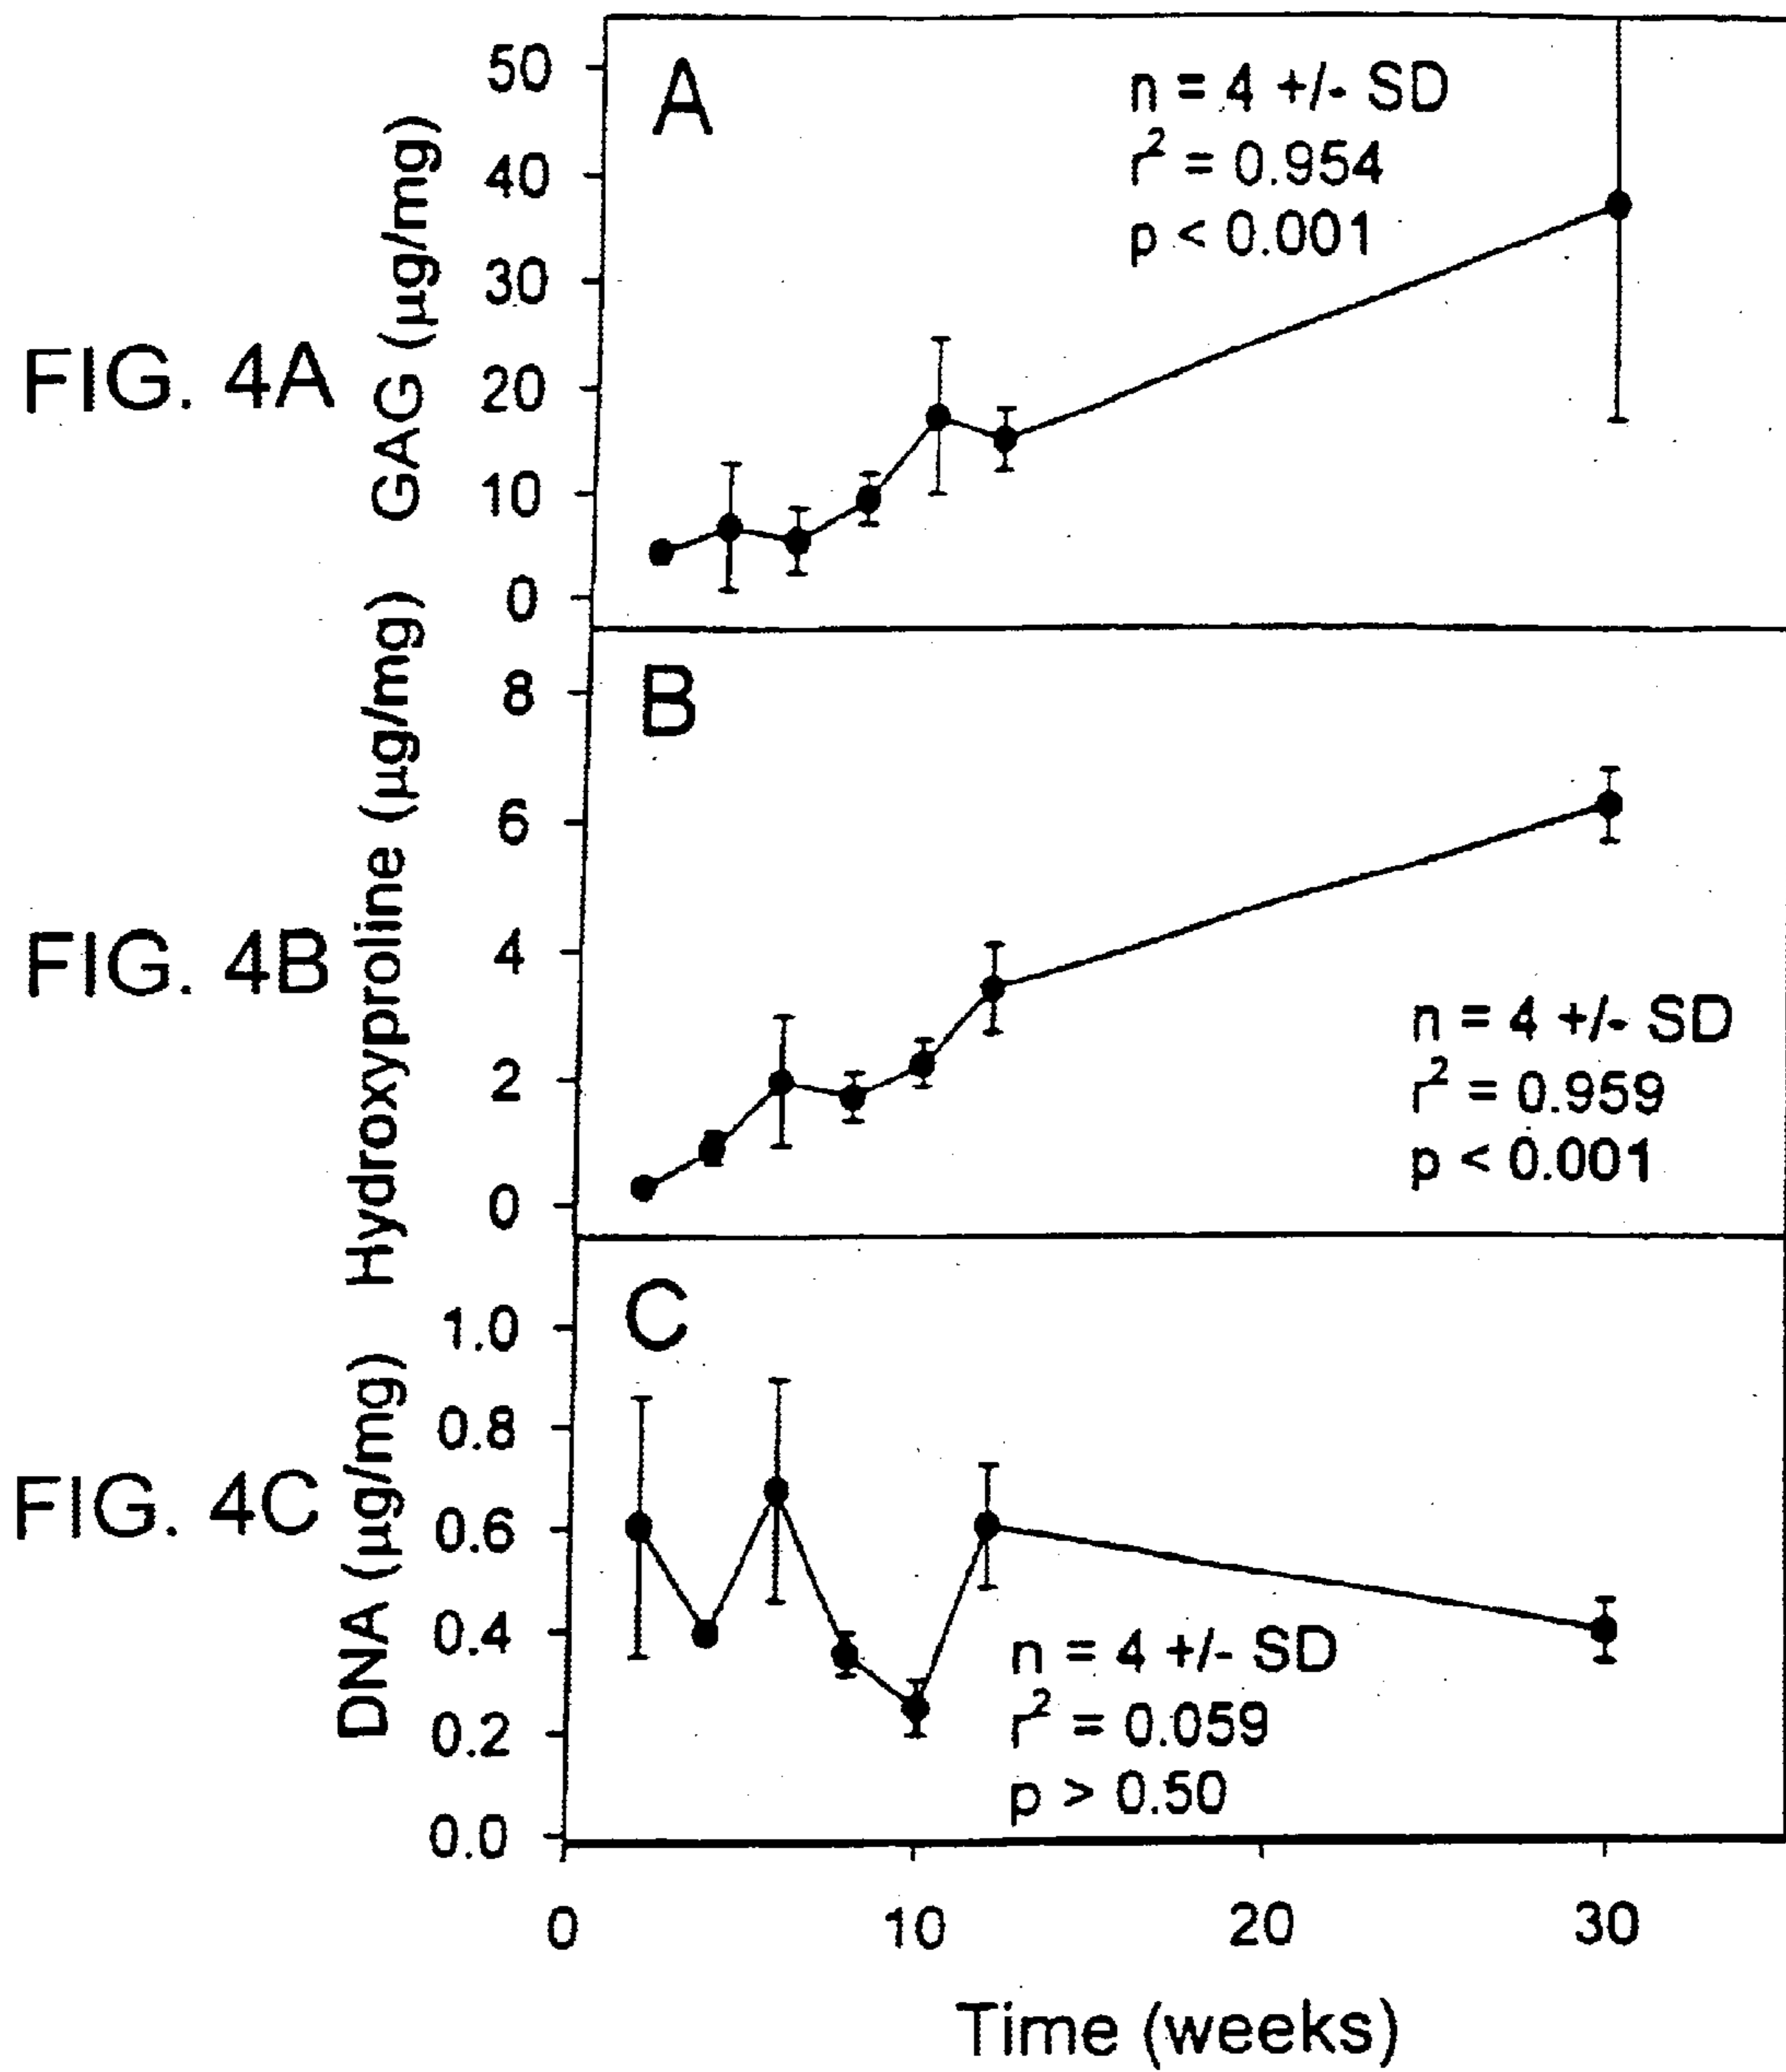 FIG. 4A
GAG (µg/mg)
50
40
30
20
10
0
A
n = 4 +/- SD
r² = 0.954
p < 0.001
FIG. 4B
Hydroxyproline (µg/mg)
8
6
4
2
0
B
n = 4 +/- SD
r² = 0.959
p < 0.001
FIG. 4C
DNA (µg/mg)
1.0
0.8
0.6
0.4
0.2
0.0
C
n = 4 +/- SD
r² = 0.059
p > 0.50
0 10 20 30
Time (weeks)